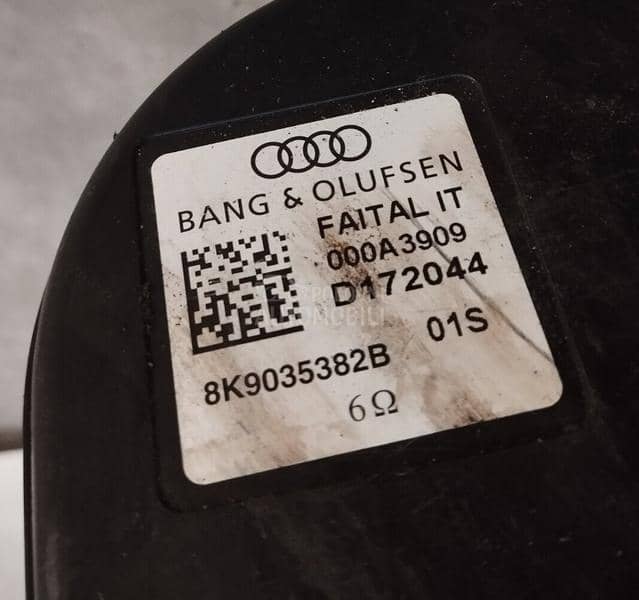 BANG & OLUFSEN
FAITAL IT
000A3909
D172044
01S
8K9035382B
6Ω